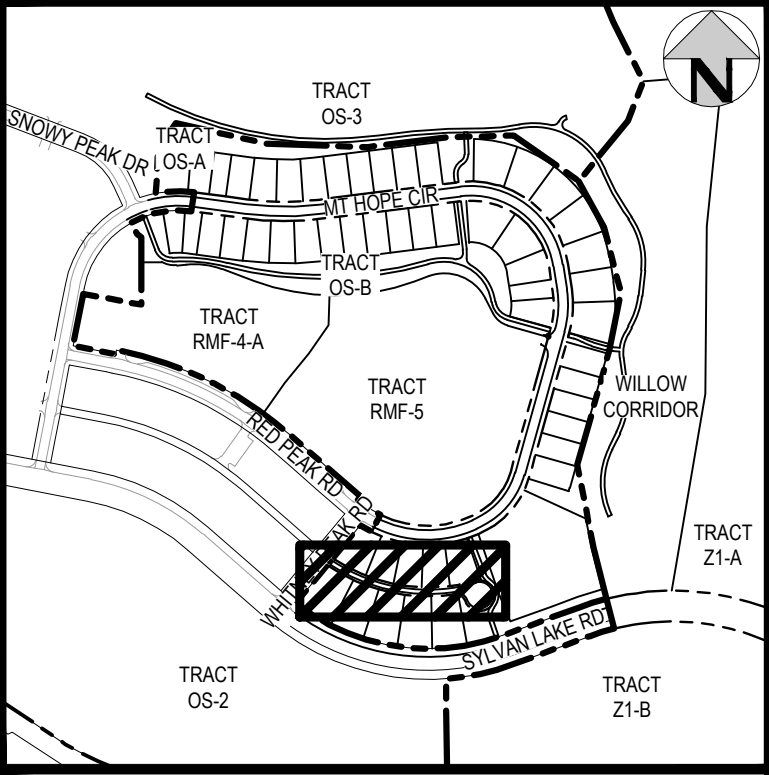 N
TRACT
OS-3
SNOWY PEAK DR
TRACT
OS-A
MT HOPE CIR
TRACT
OS-B
TRACT
RMF-4-A
TRACT
RMF-5
WILLOW
CORRIDOR
RED PEAK RD
TRACT
Z1-A
SYLVAN LAKE RD
TRACT
OS-2
TRACT
Z1-B